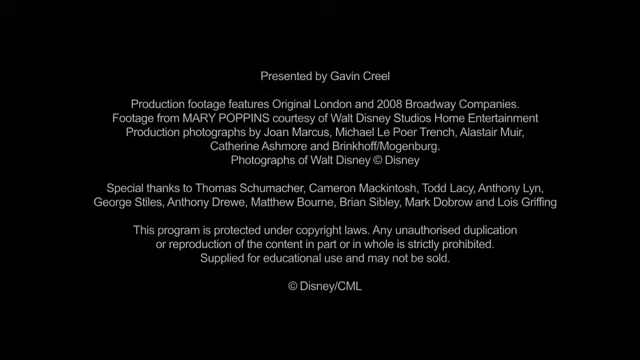 Presented by Gavin Creel
Production footage features Original London and 2008 Broadway Companies.
Footage from MARY POPPINS courtesy of Walt Disney Studios Home Entertainment
Production photographs by Joan Marcus, Michael Le Poer Trench, Alastair Muir,
Catherine Ashmore and Brinkhoff/Mogenburg.
Photographs of Walt Disney © Disney
Special thanks to Thomas Schumacher, Cameron Mackintosh, Todd Lacy, Anthony Lyn,
George Stiles, Anthony Drewe, Matthew Bourne, Brian Sibley, Mark Dobrow and Lois Griffing
This program is protected under copyright laws. Any unauthorised duplication
or reproduction of the content in part or in whole is strictly prohibited.
Supplied for educational use and may not be sold.
© Disney/CML